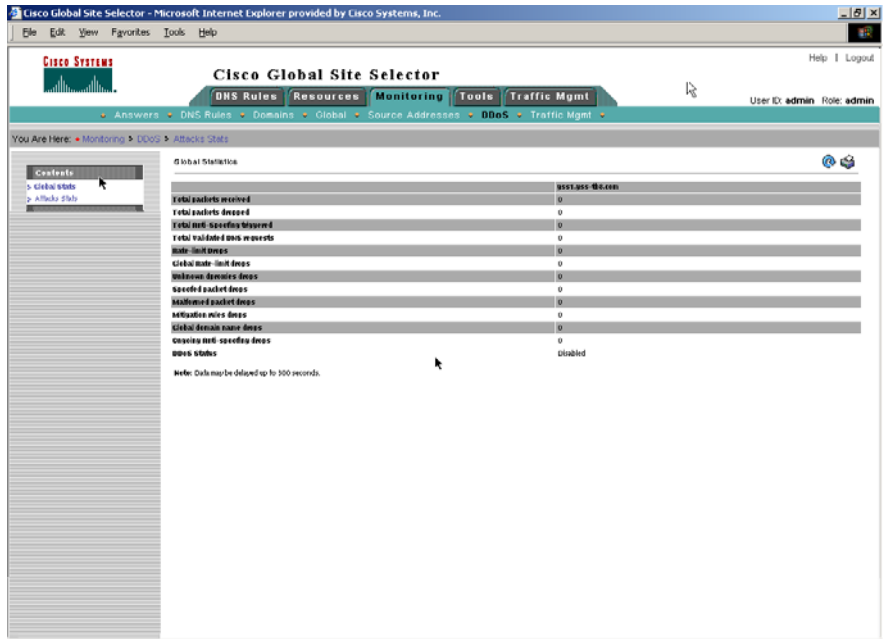 Cisco Global Site Selector - Microsoft Internet Explorer provided by Cisco Systems, Inc.
File Edit View Favorites Tools Help
Help | Logout
CISCO SYSTEMS
Cisco Global Site Selector
DNS Rules Resources Monitoring Tools Traffic Mgmt
User ID: admin Role: admin
Answers DNS Rules Domains Global Source Addresses DDoS Traffic Mgmt
You Are Here: Monitoring > DDoS > Attacks Stats
Global Statistics
Contents
> Global Stats
> Attacks Stats
Total packets received 0
Total packets dropped 0
Total Anti-Spoofing triggered 0
Total Validated DNS requests 0
Rate-limit Drops 0
Global Rate-limit drops 0
Unknown dproxies drops 0
Spoofed packet drops 0
Malformed packet drops 0
Mitigation rules drops 0
Global domain name drops 0
Ongoing Anti-spoofing drops 0
DDoS Status Disabled
Note: Data may be delayed up to 300 seconds.